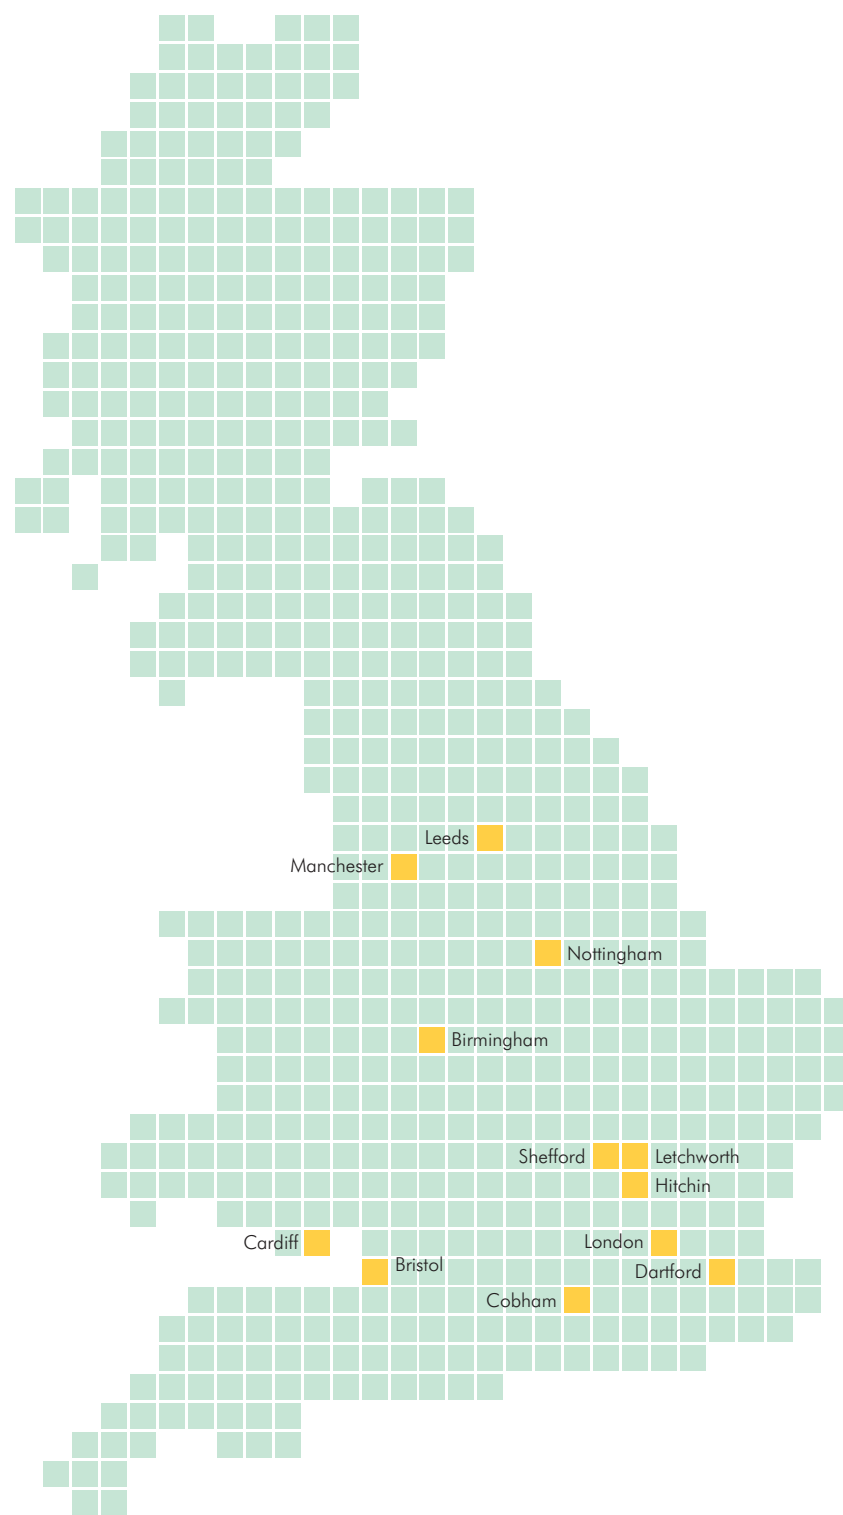 Leeds
Manchester
Nottingham
Birmingham
Shefford
Letchworth
Hitchin
Cardiff
London
Bristol
Dartford
Cobham